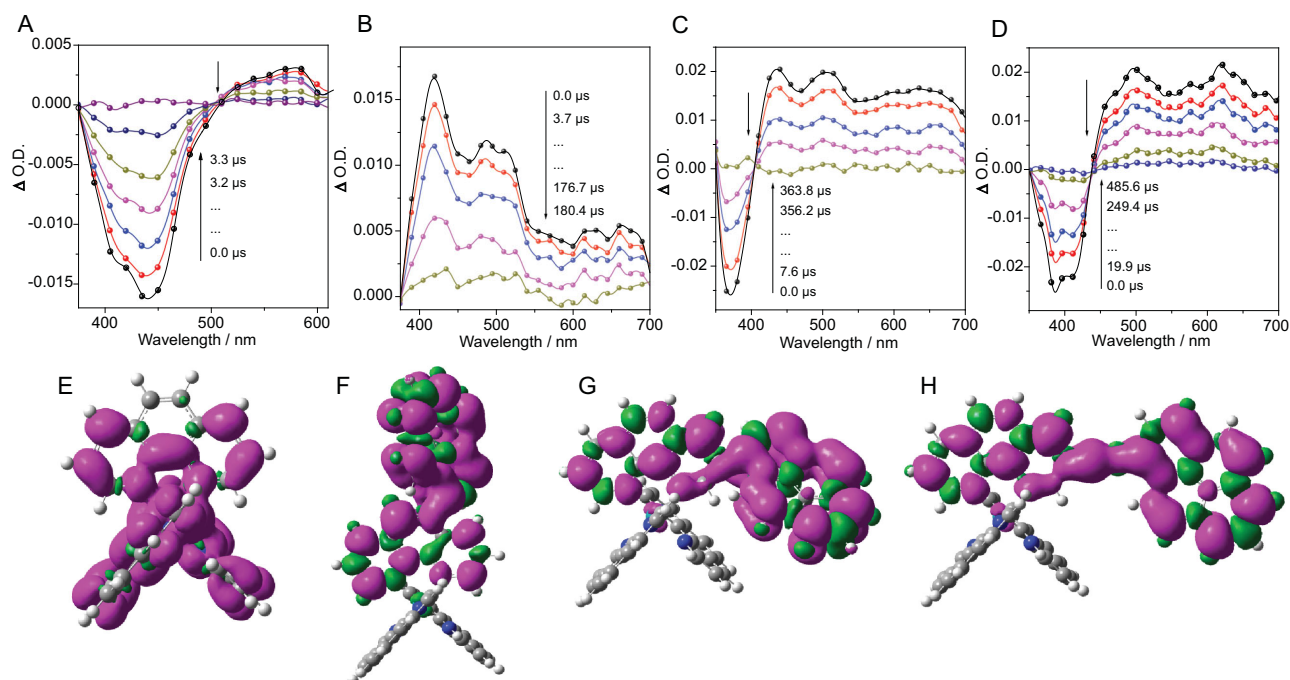 A
0.005
0.000
-0.005
-0.010
-0.015
Δ O.D.
3.3 µs
3.2 µs
...
...
0.0 µs
400
500
600
Wavelength / nm
B
0.015
0.010
0.005
0.000
Δ O.D.
0.0 µs
3.7 µs
...
...
176.7 µs
180.4 µs
400
500
600
700
Wavelength / nm
C
0.02
0.01
0.00
-0.01
-0.02
Δ O.D.
363.8 µs
356.2 µs
...
...
7.6 µs
0.0 µs
400
500
600
700
Wavelength / nm
D
0.02
0.01
0.00
-0.01
-0.02
Δ O.D.
485.6 µs
249.4 µs
...
...
19.9 µs
0.0 µs
400
500
600
700
Wavelength / nm
E
F
G
H